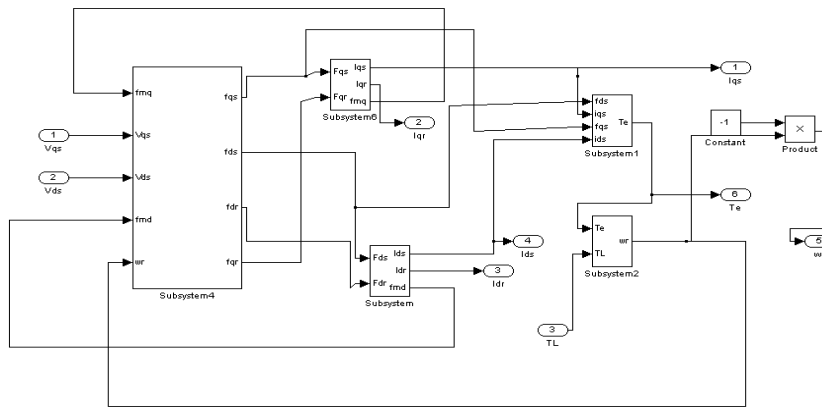 fmq
Vqs
Vds
fmd
wr
fqs
fds
fdr
fqr
Subsystem4
1
Vqs
2
Vds
Fqs
Fqr
Iqs
Iqr
fmq
Subsystem6
2
Iqr
Fds
Fdr
Ids
Idr
fmd
Subsystem
4
Ids
3
Idr
1
Iqs
fds
iqs
fqs
ids
Te
Subsystem1
-1
Constant
×
Product
6
Te
Te
TL
wr
Subsystem2
3
TL
5